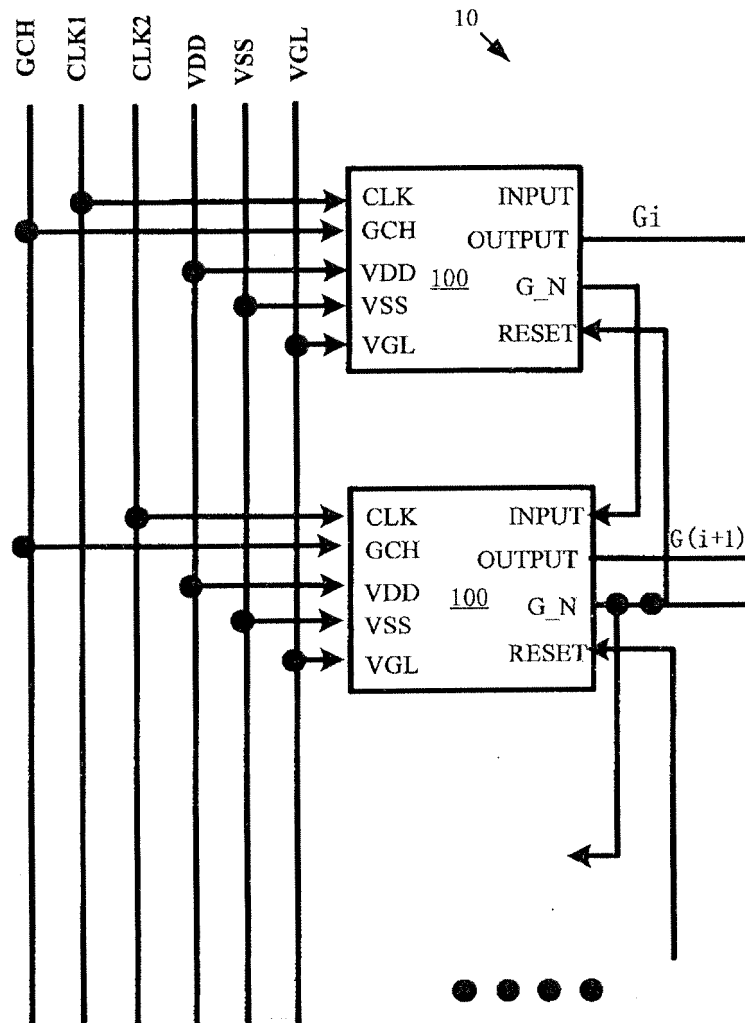 10
GCH
CLK1
CLK2
VDD
VSS
VGL
CLK
GCH
VDD
VSS
VGL
100
INPUT
OUTPUT
G_N
RESET
Gi
CLK
GCH
VDD
VSS
VGL
100
INPUT
OUTPUT
G_N
RESET
G(i+1)